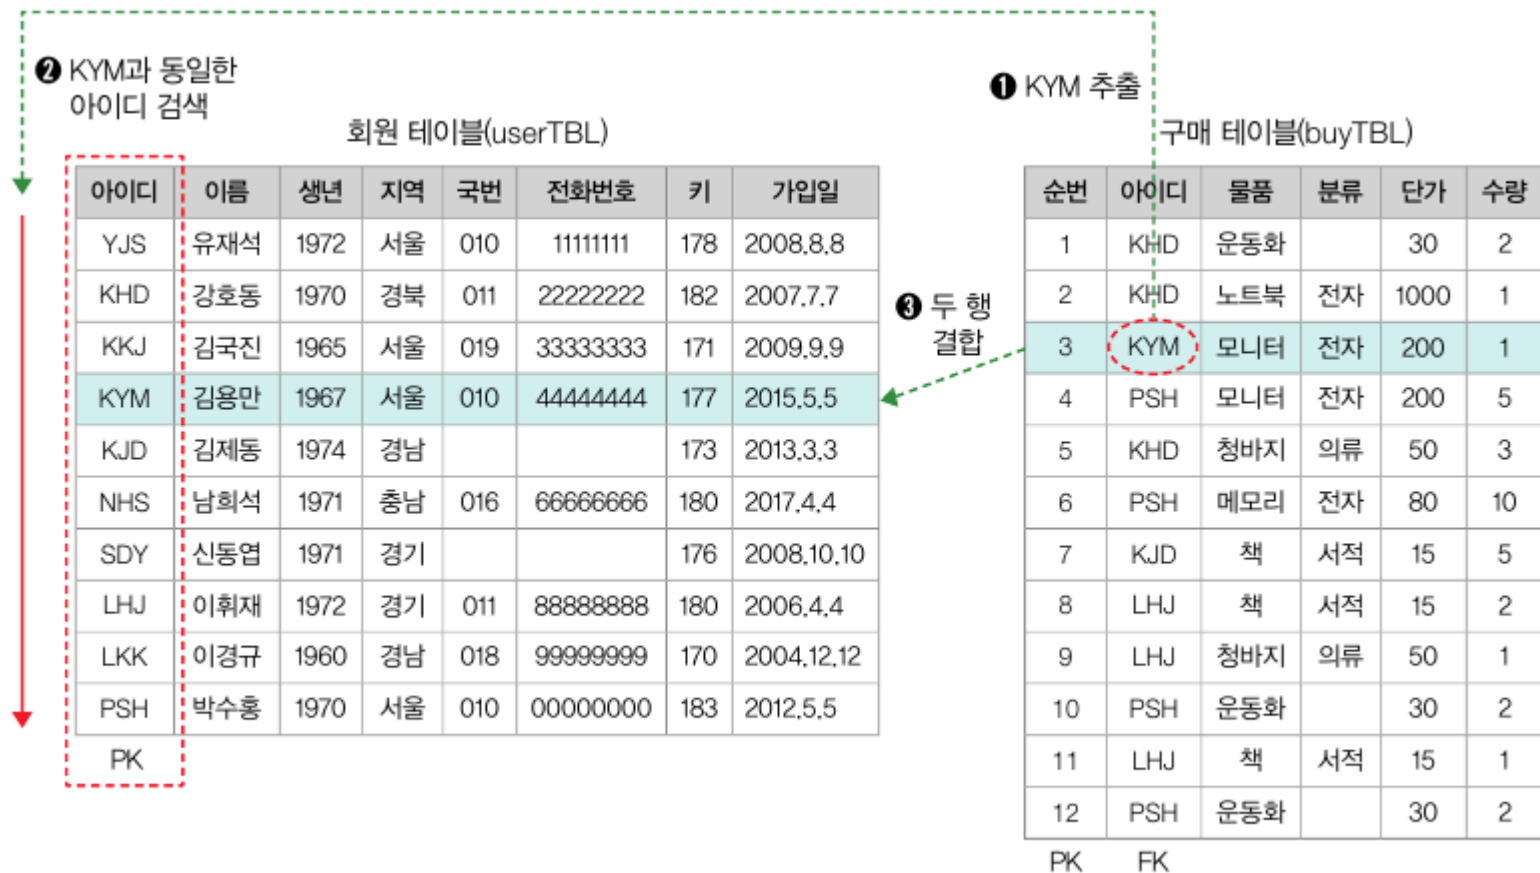 ❷ KYM과 동일한
아이디 검색
❶ KYM 추출
회원 테이블(userTBL)
아이디 이름 생년 지역 국번 전화번호 키 가입일
YJS 유재석 1972 서울 010 11111111 178 2008.8.8
KHD 강호동 1970 경북 011 22222222 182 2007.7.7
KKJ 김국진 1965 서울 019 33333333 171 2009.9.9
KYM 김용만 1967 서울 010 44444444 177 2015.5.5
KJD 김제동 1974 경남 173 2013.3.3
NHS 남희석 1971 충남 016 66666666 180 2017.4.4
SDY 신동엽 1971 경기 176 2008.10.10
LHJ 이휘재 1972 경기 011 88888888 180 2006.4.4
LKK 이경규 1960 경남 018 99999999 170 2004.12.12
PSH 박수홍 1970 서울 010 00000000 183 2012.5.5
PK
❸ 두 행
결합
구매 테이블(buyTBL)
순번 아이디 물품 분류 단가 수량
1 KHD 운동화 30 2
2 KHD 노트북 전자 1000 1
3 KYM 모니터 전자 200 1
4 PSH 모니터 전자 200 5
5 KHD 청바지 의류 50 3
6 PSH 메모리 전자 80 10
7 KJD 책 서적 15 5
8 LHJ 책 서적 15 2
9 LHJ 청바지 의류 50 1
10 PSH 운동화 30 2
11 LHJ 책 서적 15 1
12 PSH 운동화 30 2
PK FK